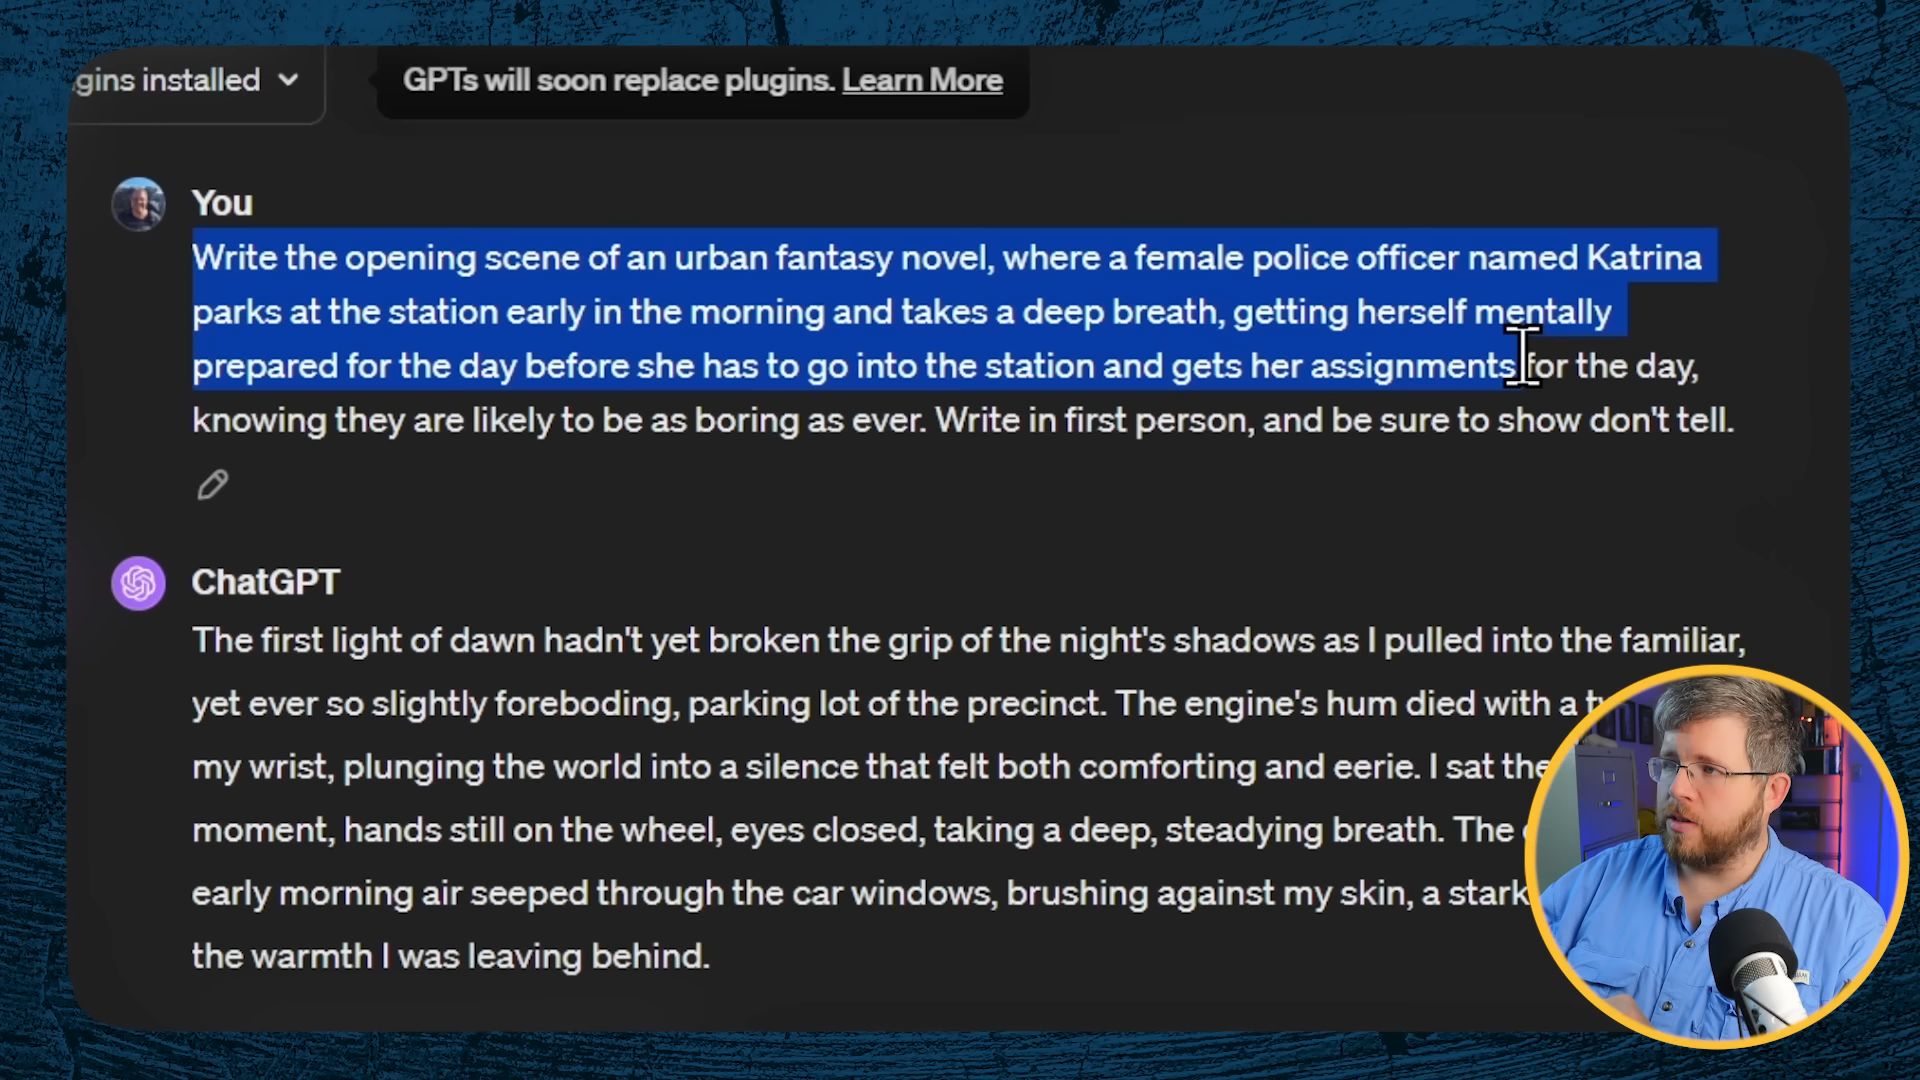 gins installed
GPTs will soon replace plugins. Learn More
You
Write the opening scene of an urban fantasy novel, where a female police officer named Katrina
parks at the station early in the morning and takes a deep breath, getting herself mentally
prepared for the day before she has to go into the station and gets her assignments for the day,
knowing they are likely to be as boring as ever. Write in first person, and be sure to show don't tell.
ChatGPT
The first light of dawn hadn't yet broken the grip of the night's shadows as I pulled into the familiar,
yet ever so slightly foreboding, parking lot of the precinct. The engine's hum died with a
my wrist, plunging the world into a silence that felt both comforting and eerie. I sat
moment, hands still on the wheel, eyes closed, taking a deep, steadying breath. The
early morning air seeped through the car windows, brushing against my skin, a stark
the warmth I was leaving behind.